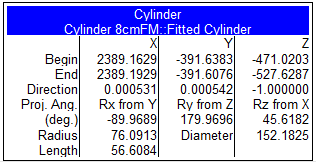 Cylinder
Cylinder 8cmFM::Fitted Cylinder
X Y Z
Begin 2389.1629 -391.6383 -471.0203
End 2389.1929 -391.6076 -527.6287
Direction 0.000531 0.000542 -1.000000
Proj. Ang. Rx from Y Ry from Z Rz from X
(deg.) -89.9689 179.9696 45.6182
Radius 76.0913 Diameter 152.1825
Length 56.6084